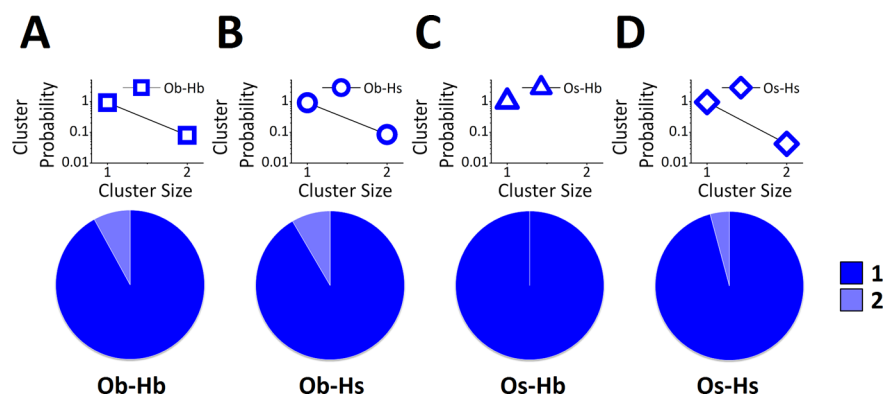 A B C D
Cluster Probability
1
0.1
0.01
Ob-Hb
1 2
Cluster Size
Cluster Probability
1
0.1
0.01
Ob-Hs
1 2
Cluster Size
Cluster Probability
1
0.1
0.01
Os-Hb
1 2
Cluster Size
Cluster Probability
1
0.1
0.01
Os-Hs
1 2
Cluster Size
1
2
Ob-Hb Ob-Hs Os-Hb Os-Hs